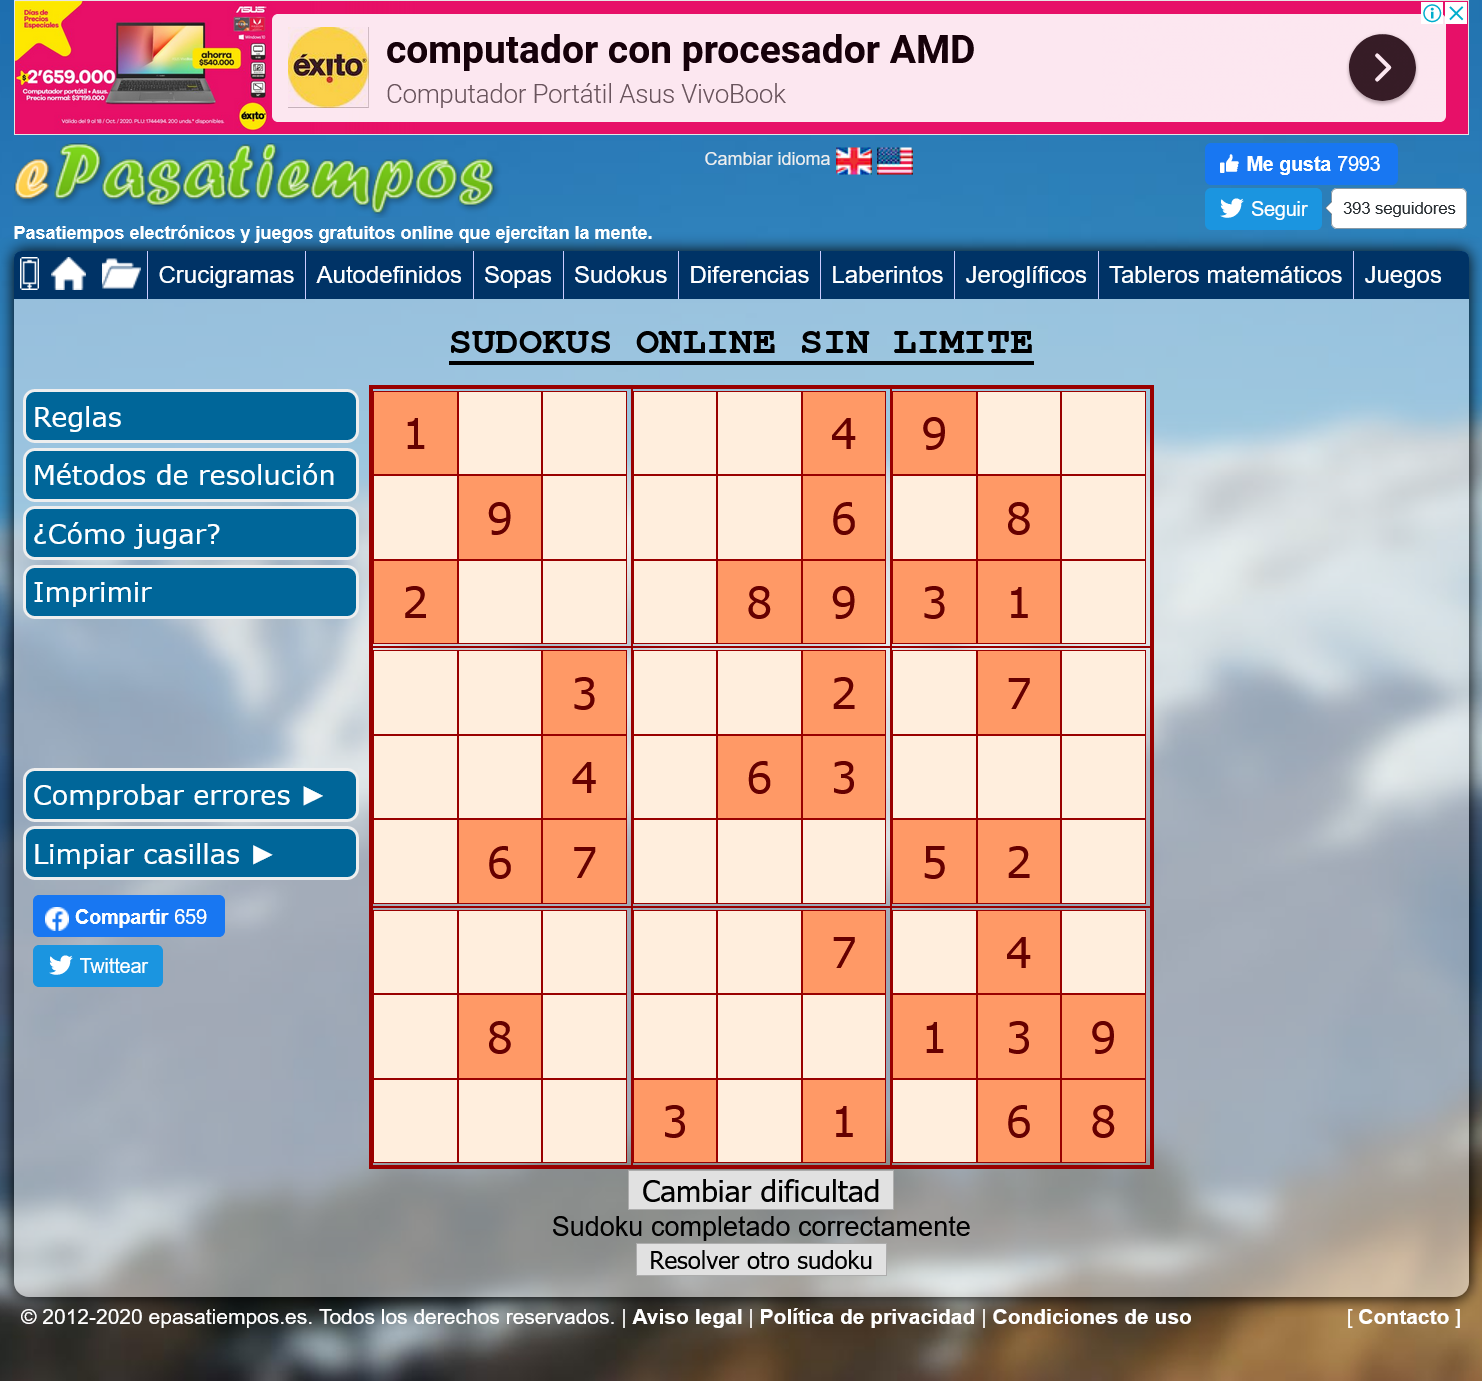 Días de
Precios
Especiales
ASUS
Windows 10
ahorra
$540.000
$2'659.000
Computador portátil • Asus.
Precio normal: $3'199.000
Válido del 9 al 18 / Oct. / 2020. PLU: 1744494. 200 unds.* disponibles.
éxito
éxito
computador con procesador AMD
Computador Portátil Asus VivoBook
ePasatiempos
Cambiar idioma
Me gusta 7993
Seguir
393 seguidores
Pasatiempos electrónicos y juegos gratuitos online que ejercitan la mente.
Crucigramas Autodefinidos Sopas Sudokus Diferencias Laberintos Jeroglíficos Tableros matemáticos Juegos
SUDOKUS ONLINE SIN LIMITE
Reglas
Métodos de resolución
¿Cómo jugar?
Imprimir
Comprobar errores ►
Limpiar casillas ►
Compartir 659
Twittear
1 4 9
9 6 8
2 8 9 3 1
3 2 7
4 6 3
6 7 5 2
7 4
8 1 3 9
3 1 6 8
Cambiar dificultad
Sudoku completado correctamente
Resolver otro sudoku
© 2012-2020 epasatiempos.es. Todos los derechos reservados. | Aviso legal | Política de privacidad | Condiciones de uso
[ Contacto ]